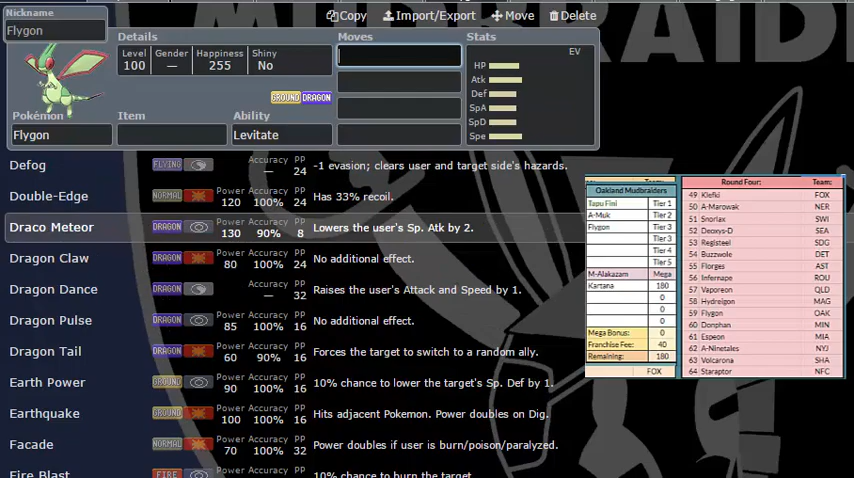 Nickname
Flygon
Copy Import/Export Move Delete
MUDBRAIDE
Details
Level Gender Happiness Shiny
100 — 255 No
GROUND DRAGON
Pokémon Item Ability
Flygon Levitate
Moves
Stats
EV
HP
Atk
Def
SpA
SpD
Spe
Defog FLYING Accuracy — PP 24 -1 evasion; clears user and target side's hazards.
Double-Edge NORMAL Power 120 Accuracy 100% PP 24 Has 33% recoil.
Draco Meteor DRAGON Power 130 Accuracy 90% PP 8 Lowers the user's Sp. Atk by 2.
Dragon Claw DRAGON Power 80 Accuracy 100% PP 24 No additional effect.
Dragon Dance DRAGON Accuracy — PP 32 Raises the user's Attack and Speed by 1.
Dragon Pulse DRAGON Power 85 Accuracy 100% PP 16 No additional effect.
Dragon Tail DRAGON Power 60 Accuracy 90% PP 16 Forces the target to switch to a random ally.
Earth Power GROUND Power 90 Accuracy 100% PP 16 10% chance to lower the target's Sp. Def by 1.
Earthquake GROUND Power 100 Accuracy 100% PP 16 Hits adjacent Pokemon. Power doubles on Dig.
Facade NORMAL Power 70 Accuracy 100% PP 32 Power doubles if user is burn/poison/paralyzed.
Fire Blast FIRE Power Accuracy PP 10% chance to burn the target.
Oakland Mudbraiders
Tapu Fini Tier 1
A-Muk Tier 2
Flygon Tier 3
Tier 3
Tier 4
Tier 5
M-Alakazam Mega
Kartana 180
0
0
0
Mega Bonus: 0
Franchise Fee: 40
Remaining: 180
FOX
Round Four: Team:
49 Klefki FOX
50 A-Marowak NER
51 Snorlax SWI
52 Deoxys-D SEA
53 Registeel SDG
54 Buzzwole DET
55 Florges AST
56 Infernape ROU
57 Vaporeon QLD
58 Hydreigon MAG
59 Flygon OAK
60 Donphan MIN
61 Espeon MIA
62 A-Ninetales NYJ
63 Volcarona SHA
64 Staraptor NFC